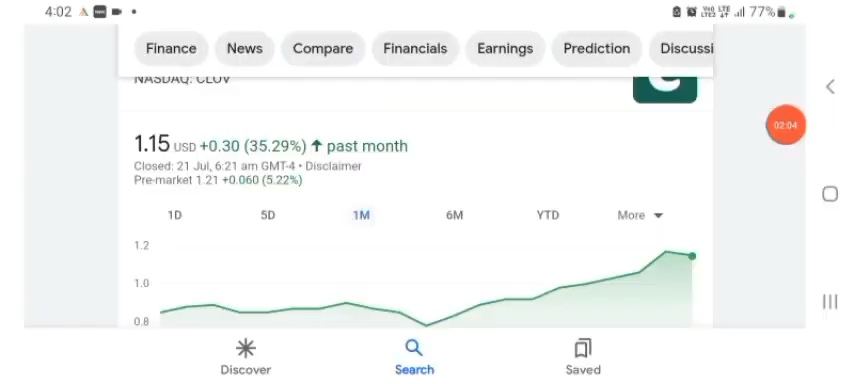 4:02
77%
Finance News Compare Financials Earnings Prediction Discussi
NASDAQ: CLOV
02:04
1.15 USD +0.30 (35.29%) ↑ past month
Closed: 21 Jul, 6:21 am GMT-4 • Disclaimer
Pre-market 1.21 +0.060 (5.22%)
1D 5D 1M 6M YTD More
1.2
1.0
0.8
Discover Search Saved